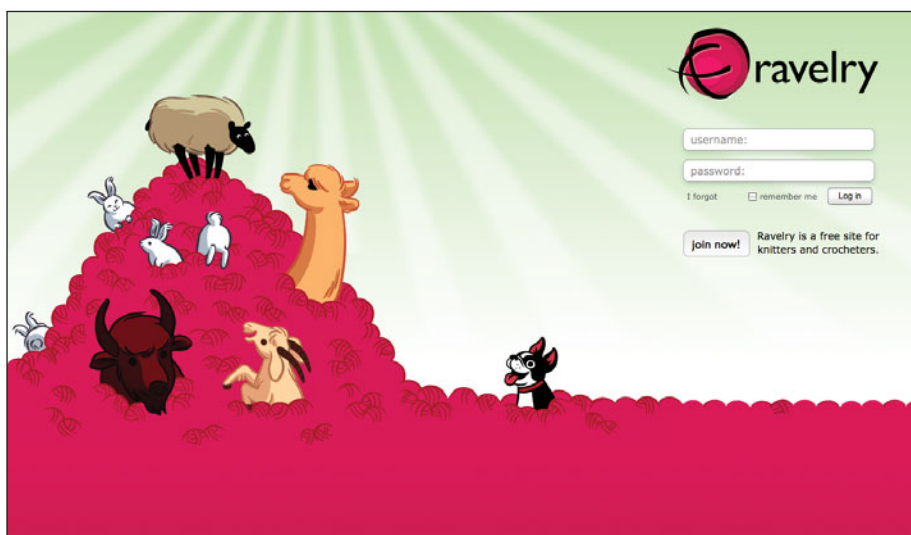 ravelry
username:
password:
I forgot
remember me
Log in
join now!
Ravelry is a free site for
knitters and crocheters.